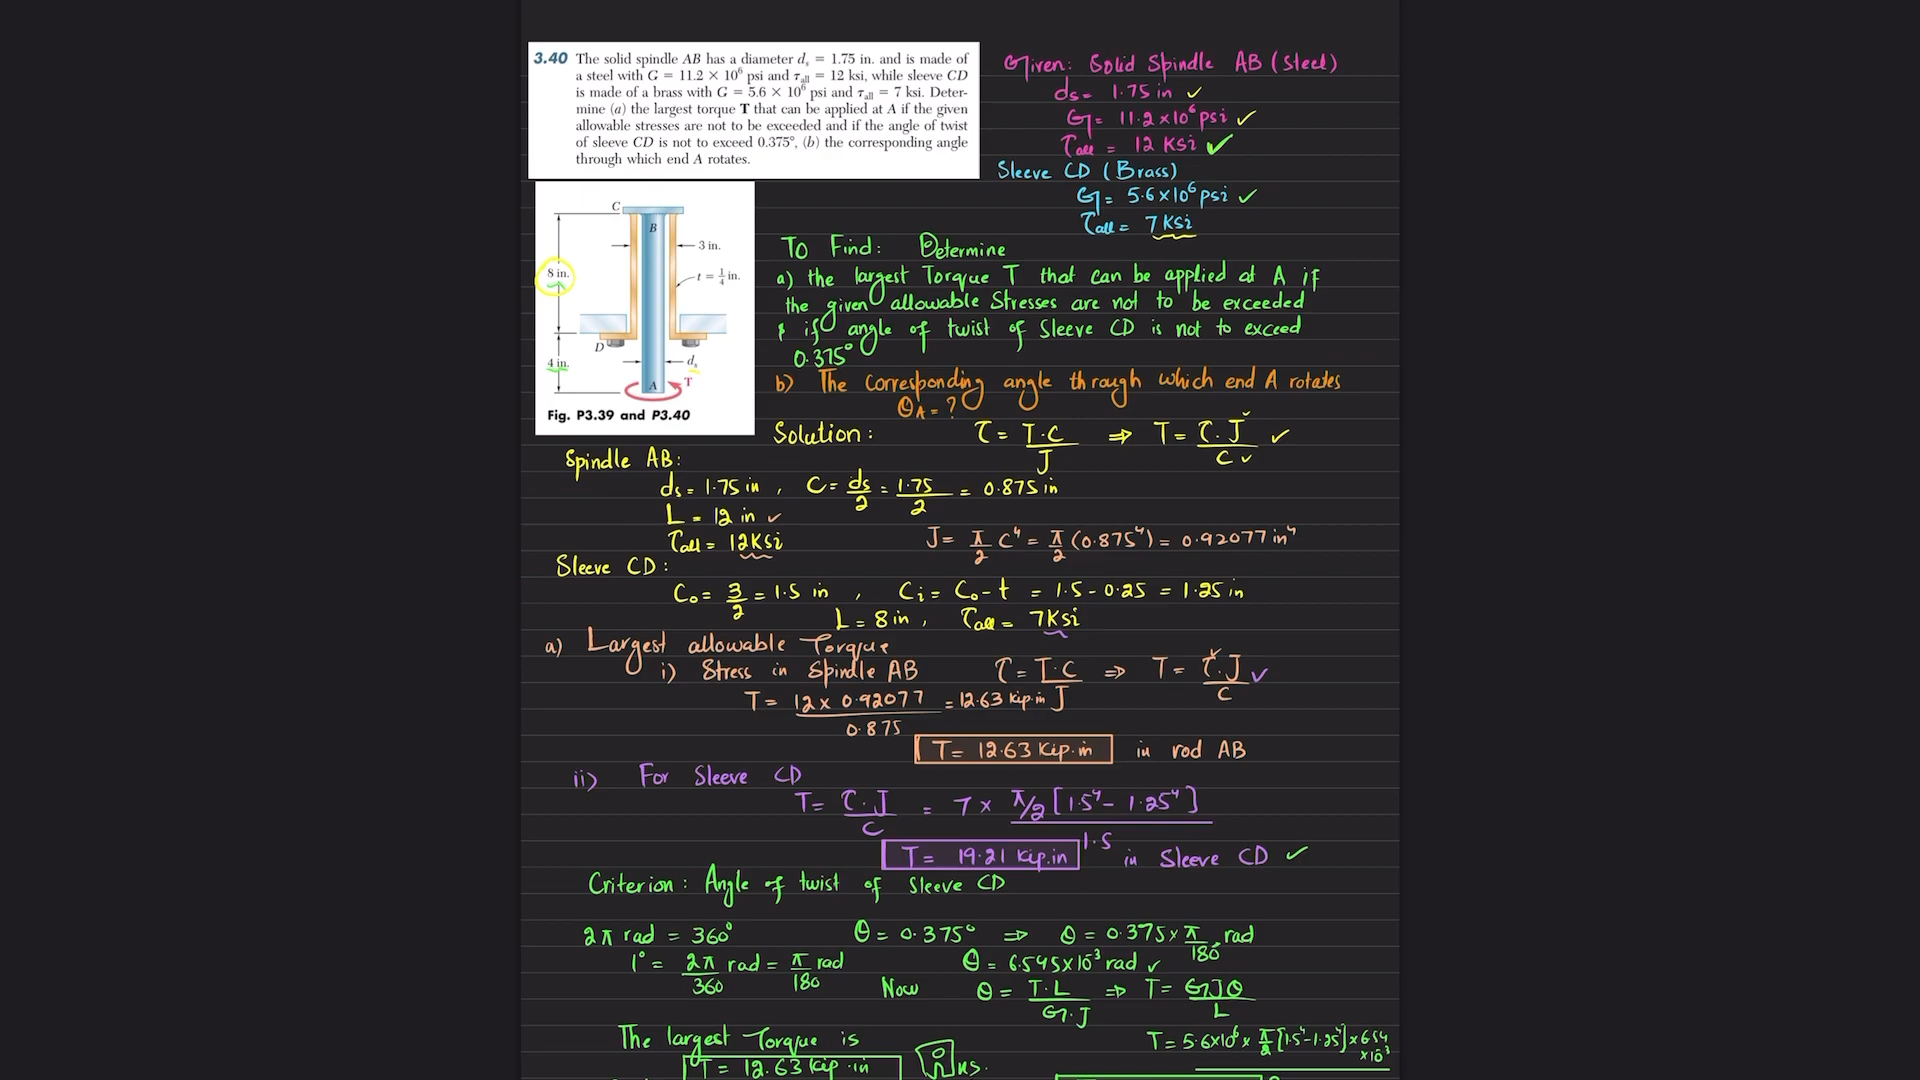 3.40 The solid spindle AB has a diameter ds = 1.75 in. and is made of
a steel with G = 11.2 × 10⁶ psi and τall = 12 ksi, while sleeve CD
is made of a brass with G = 5.6 × 10⁶ psi and τall = 7 ksi. Deter-
mine (a) the largest torque T that can be applied at A if the given
allowable stresses are not to be exceeded and if the angle of twist
of sleeve CD is not to exceed 0.375°, (b) the corresponding angle
through which end A rotates.
C
B
3 in.
8 in.
t = 1/4 in.
D
4 in.
ds
A
T
Fig. P3.39 and P3.40
Given: Solid Spindle AB (Steel)
ds = 1.75 in ✓
G = 11.2x10⁶ psi ✓
τall = 12 Ksi ✓
Sleeve CD (Brass)
G = 5.6x10⁶ psi ✓
τall = 7 Ksi
To Find: Determine
a) the largest Torque T that can be applied at A if
the given allowable Stresses are not to be exceeded
& if angle of twist of Sleeve CD is not to exceed
0.375°
b) The Corresponding angle through which end A rotates
θA = ?
Solution: τ = T.C/J ⇒ T = τ.J/C ✓
Spindle AB:
ds = 1.75 in , C = ds/2 = 1.75/2 = 0.875 in
L = 12 in ✓
τall = 12Ksi
J = π/2 C⁴ = π/2 (0.875⁴) = 0.92077 in⁴
Sleeve CD:
Co = 3/2 = 1.5 in , Ci = Co-t = 1.5 - 0.25 = 1.25 in
L = 8 in , τall = 7Ksi
a) Largest allowable Torque
i) Stress in Spindle AB τ = T.C/J ⇒ T = τ.J/C ✓
T = 12 x 0.92077/0.875 = 12.63 kip.in
T = 12.63 Kip.in in rod AB
ii) For Sleeve CD
T = τ.J/C = 7 x π/2 [1.5⁴ - 1.25⁴]/1.5
T = 19.21 kip.in in Sleeve CD ✓
Criterion: Angle of twist of Sleeve CD
2π rad = 360° θ = 0.375° ⇒ θ = 0.375 x π/180 rad
1° = 2π/360 rad = π/180 rad θ = 6.545x10⁻³ rad ✓
Now θ = T.L/G.J ⇒ T = GJθ/L
The largest Torque is
T = 12.63 kip.in
T = 5.6x10⁶ x π/2 [1.5⁴-1.25⁴] x 6.54 x10⁻³